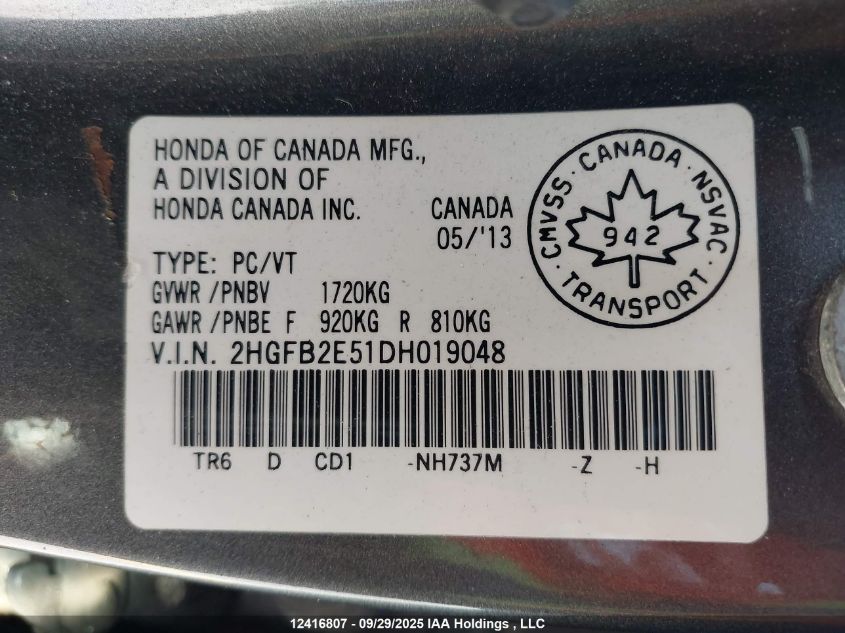 HONDA OF CANADA MFG.,
A DIVISION OF
HONDA CANADA INC.
CANADA
05/'13
TYPE: PC/VT
GVWR /PNBV 1720KG
GAWR /PNBE F 920KG R 810KG
V.I.N. 2HGFB2E51DH019048
TR6 D CD1 -NH737M -Z -H
CMVSS · CANADA · NSVAC
942
· TRANSPORT ·
12416807 - 09/29/2025 IAA Holdings, LLC